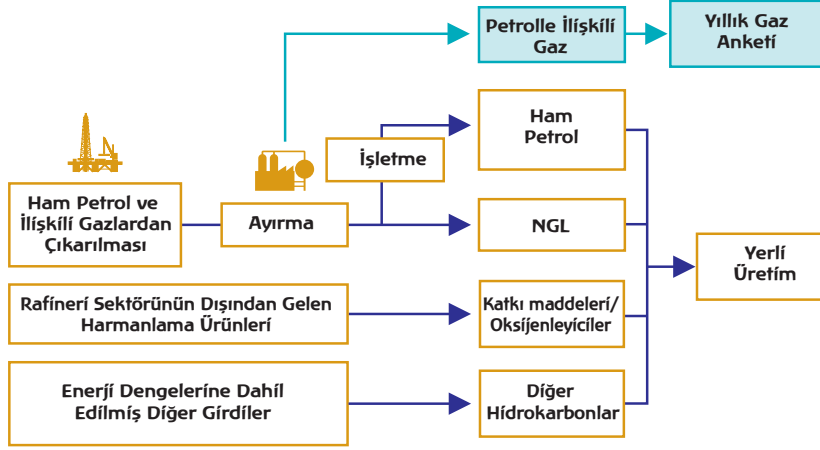 Petrolle İlişkili
Gaz
Yıllık Gaz
Anketi
Ham
Petrol
İşletme
Ham Petrol ve
İlişkili Gazlardan
Çıkarılması
Ayırma
NGL
Yerli
Üretim
Rafineri Sektörünün Dışından Gelen
Harmanlama Ürünleri
Katkı maddeleri/
Oksijenleyiciler
Enerji Dengelerine Dahil
Edilmiş Diğer Girdiler
Diğer
Hidrokarbonlar